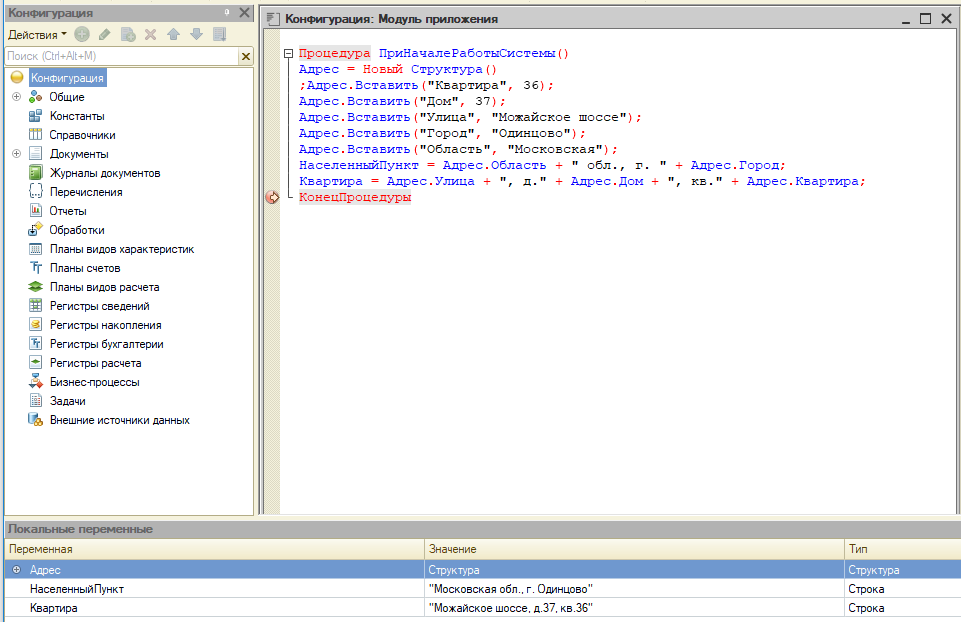 Конфигурация
Действия
Поиск (Ctrl+Alt+M)
Конфигурация
Общие
Константы
Справочники
Документы
Журналы документов
Перечисления
Отчеты
Обработки
Планы видов характеристик
Планы счетов
Планы видов расчета
Регистры сведений
Регистры накопления
Регистры бухгалтерии
Регистры расчета
Бизнес-процессы
Задачи
Внешние источники данных
Конфигурация: Модуль приложения
Процедура ПриНачалеРаботыСистемы()
Адрес = Новый Структура()
;Адрес.Вставить("Квартира", 36);
Адрес.Вставить("Дом", 37);
Адрес.Вставить("Улица", "Можайское шоссе");
Адрес.Вставить("Город", "Одинцово");
Адрес.Вставить("Область", "Московская");
НаселенныйПункт = Адрес.Область + " обл., г. " + Адрес.Город;
Квартира = Адрес.Улица + ", д." + Адрес.Дом + ", кв." + Адрес.Квартира;
КонецПроцедуры
Локальные переменные
Переменная Значение Тип
Адрес Структура Структура
НаселенныйПункт "Московская обл., г. Одинцово" Строка
Квартира "Можайское шоссе, д.37, кв.36" Строка